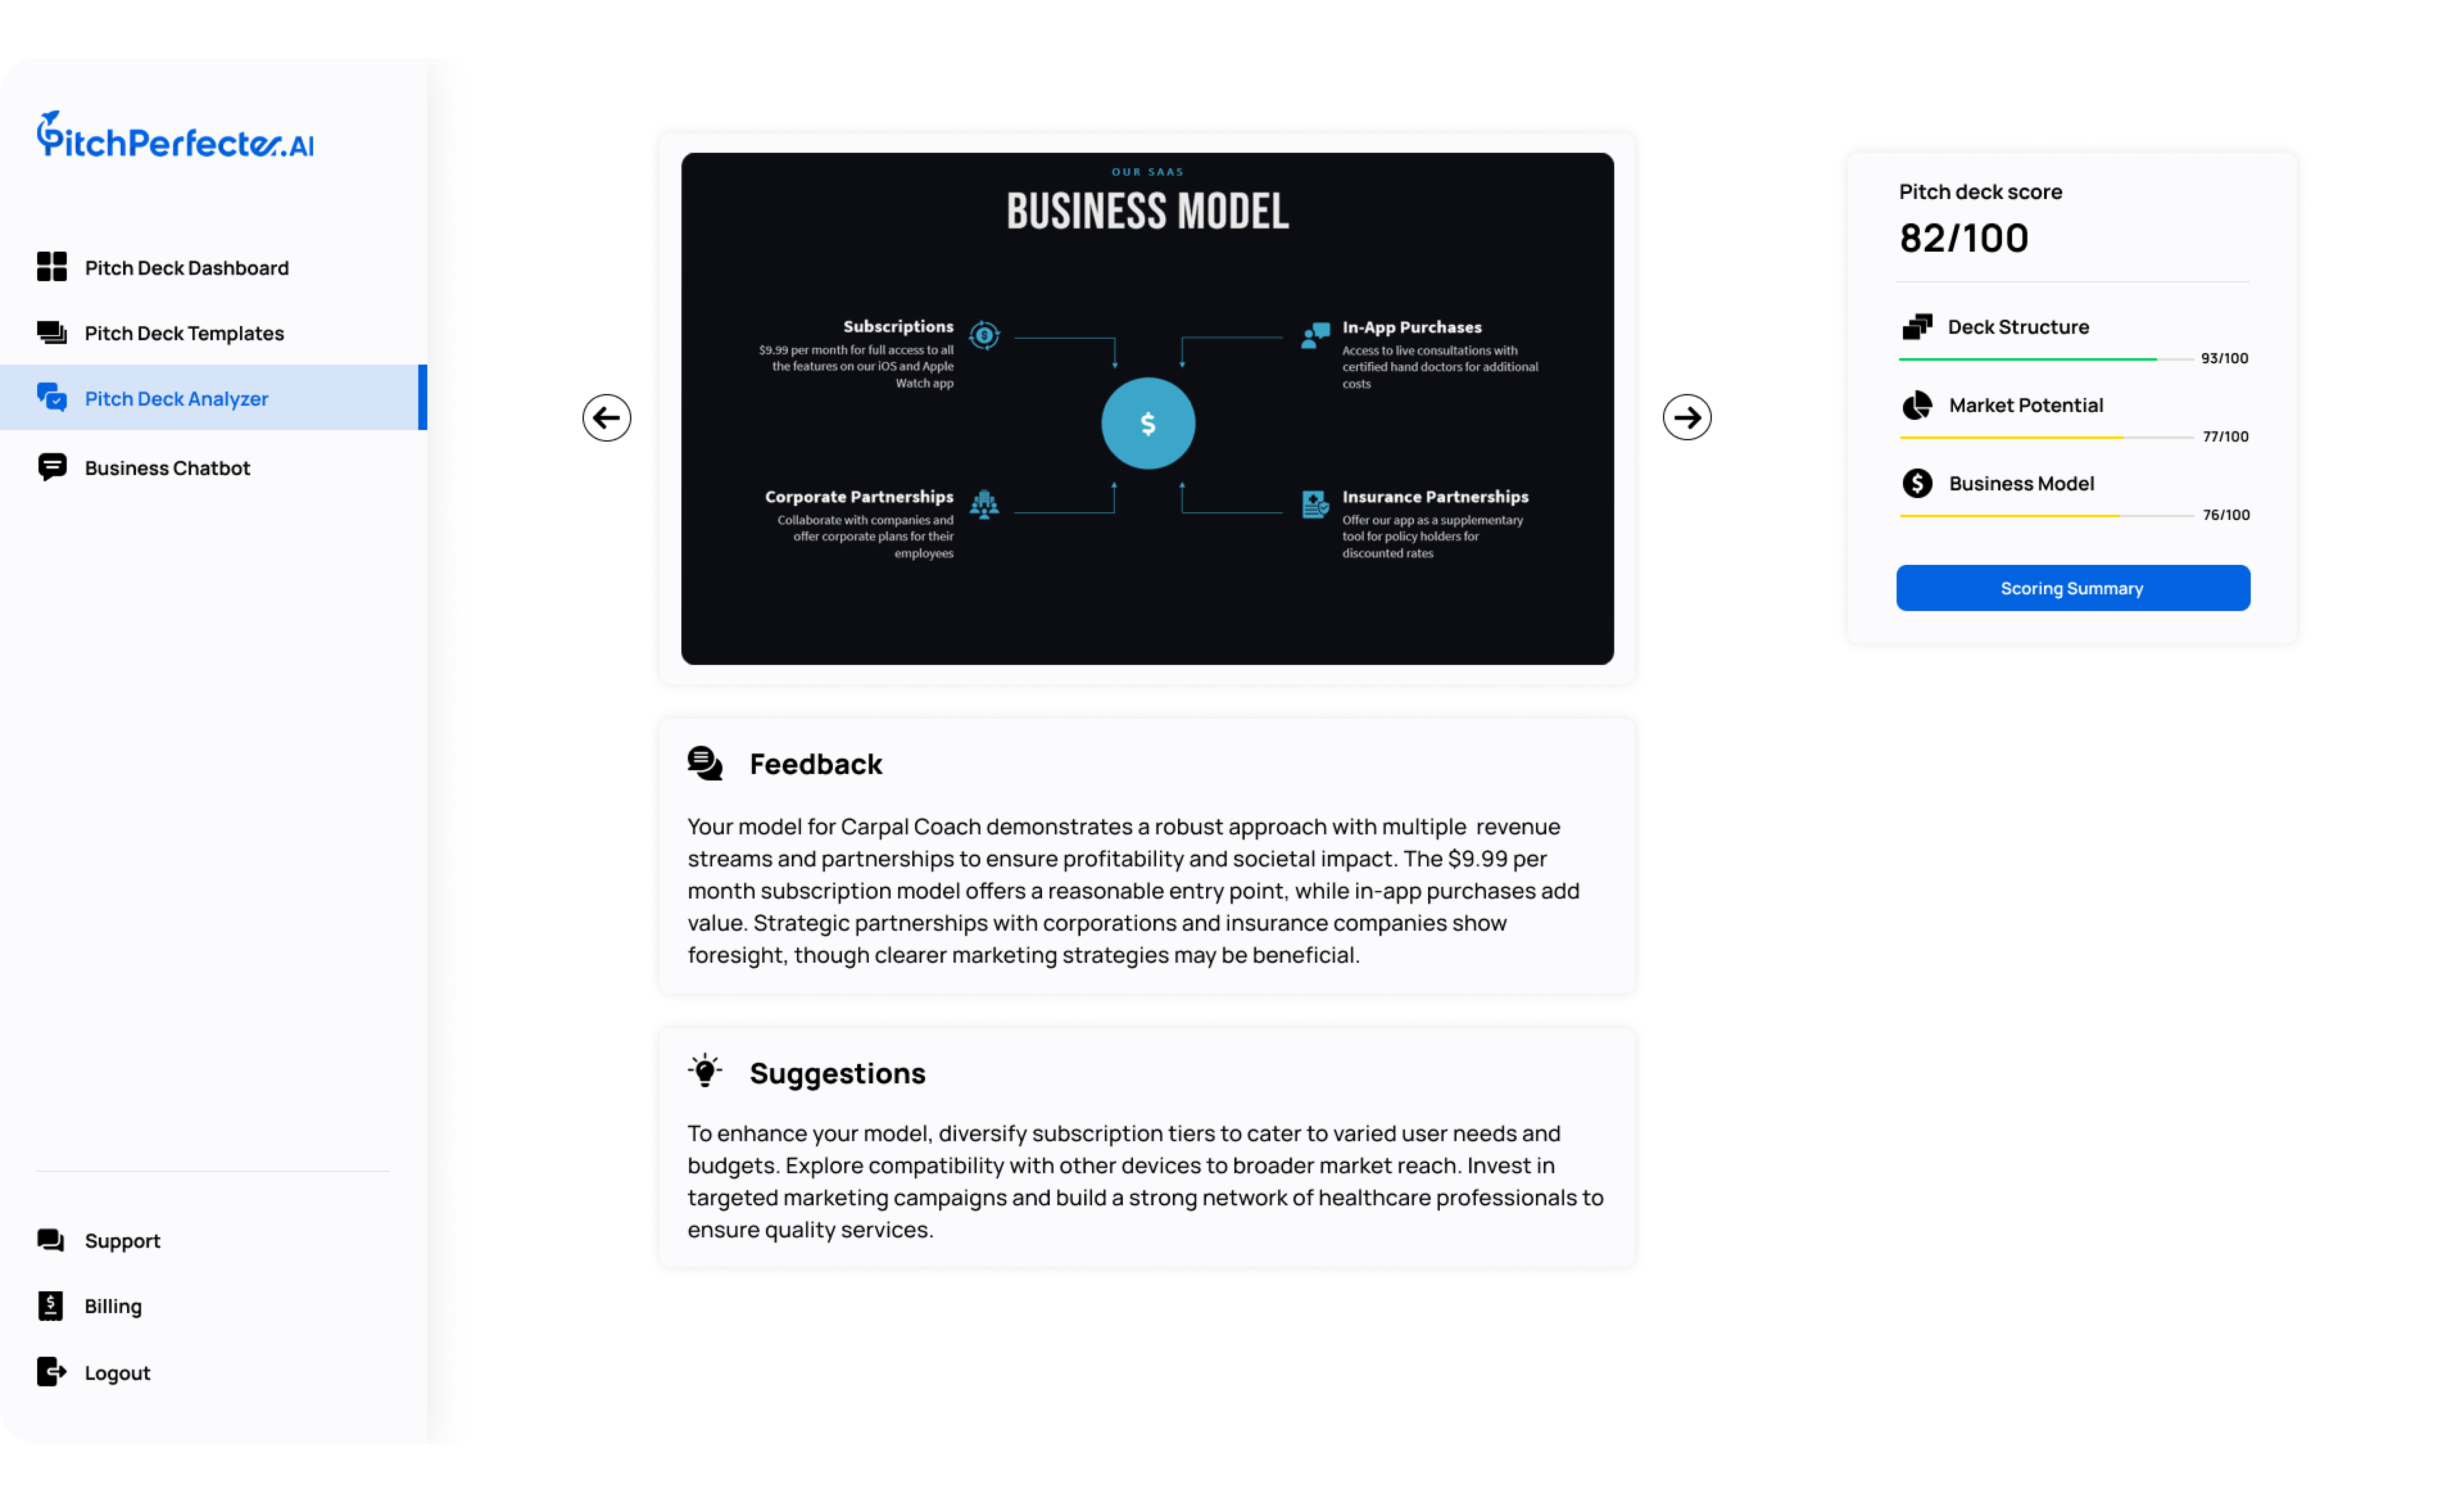 PitchPerfecter.AI
Pitch Deck Dashboard
Pitch Deck Templates
Pitch Deck Analyzer
Business Chatbot
Support
Billing
Logout
OUR SAAS
BUSINESS MODEL
Subscriptions
$9.99 per month for full access to all
the features on our iOS and Apple
Watch app
In-App Purchases
Access to live consultations with
certified hand doctors for additional
costs
$
Corporate Partnerships
Collaborate with companies and
offer corporate plans for their
employees
Insurance Partnerships
Offer our app as a supplementary
tool for policy holders for
discounted rates
Feedback
Your model for Carpal Coach demonstrates a robust approach with multiple  revenue
streams and partnerships to ensure profitability and societal impact. The $9.99 per
month subscription model offers a reasonable entry point, while in-app purchases add
value. Strategic partnerships with corporations and insurance companies show
foresight, though clearer marketing strategies may be beneficial.
Suggestions
To enhance your model, diversify subscription tiers to cater to varied user needs and
budgets. Explore compatibility with other devices to broader market reach. Invest in
targeted marketing campaigns and build a strong network of healthcare professionals to
ensure quality services.
Pitch deck score
82/100
Deck Structure
93/100
Market Potential
77/100
Business Model
76/100
Scoring Summary